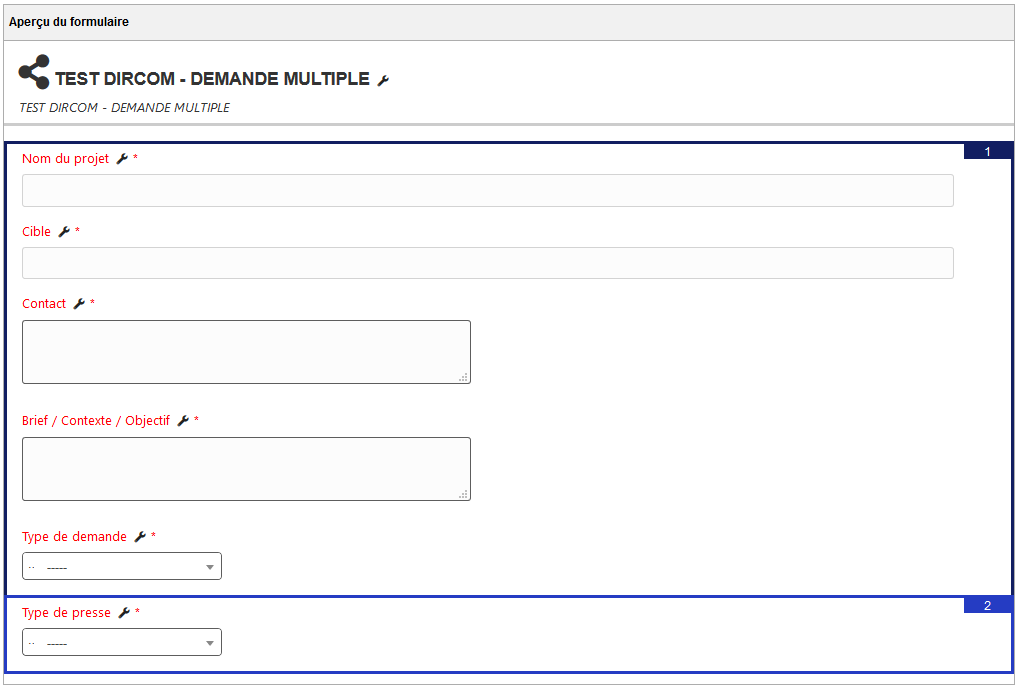 Aperçu du formulaire
TEST DIRCOM - DEMANDE MULTIPLE
TEST DIRCOM - DEMANDE MULTIPLE
1
Nom du projet *
Cible *
Contact *
Brief / Contexte / Objectif *
Type de demande *
-- -----
2
Type de presse *
-- -----